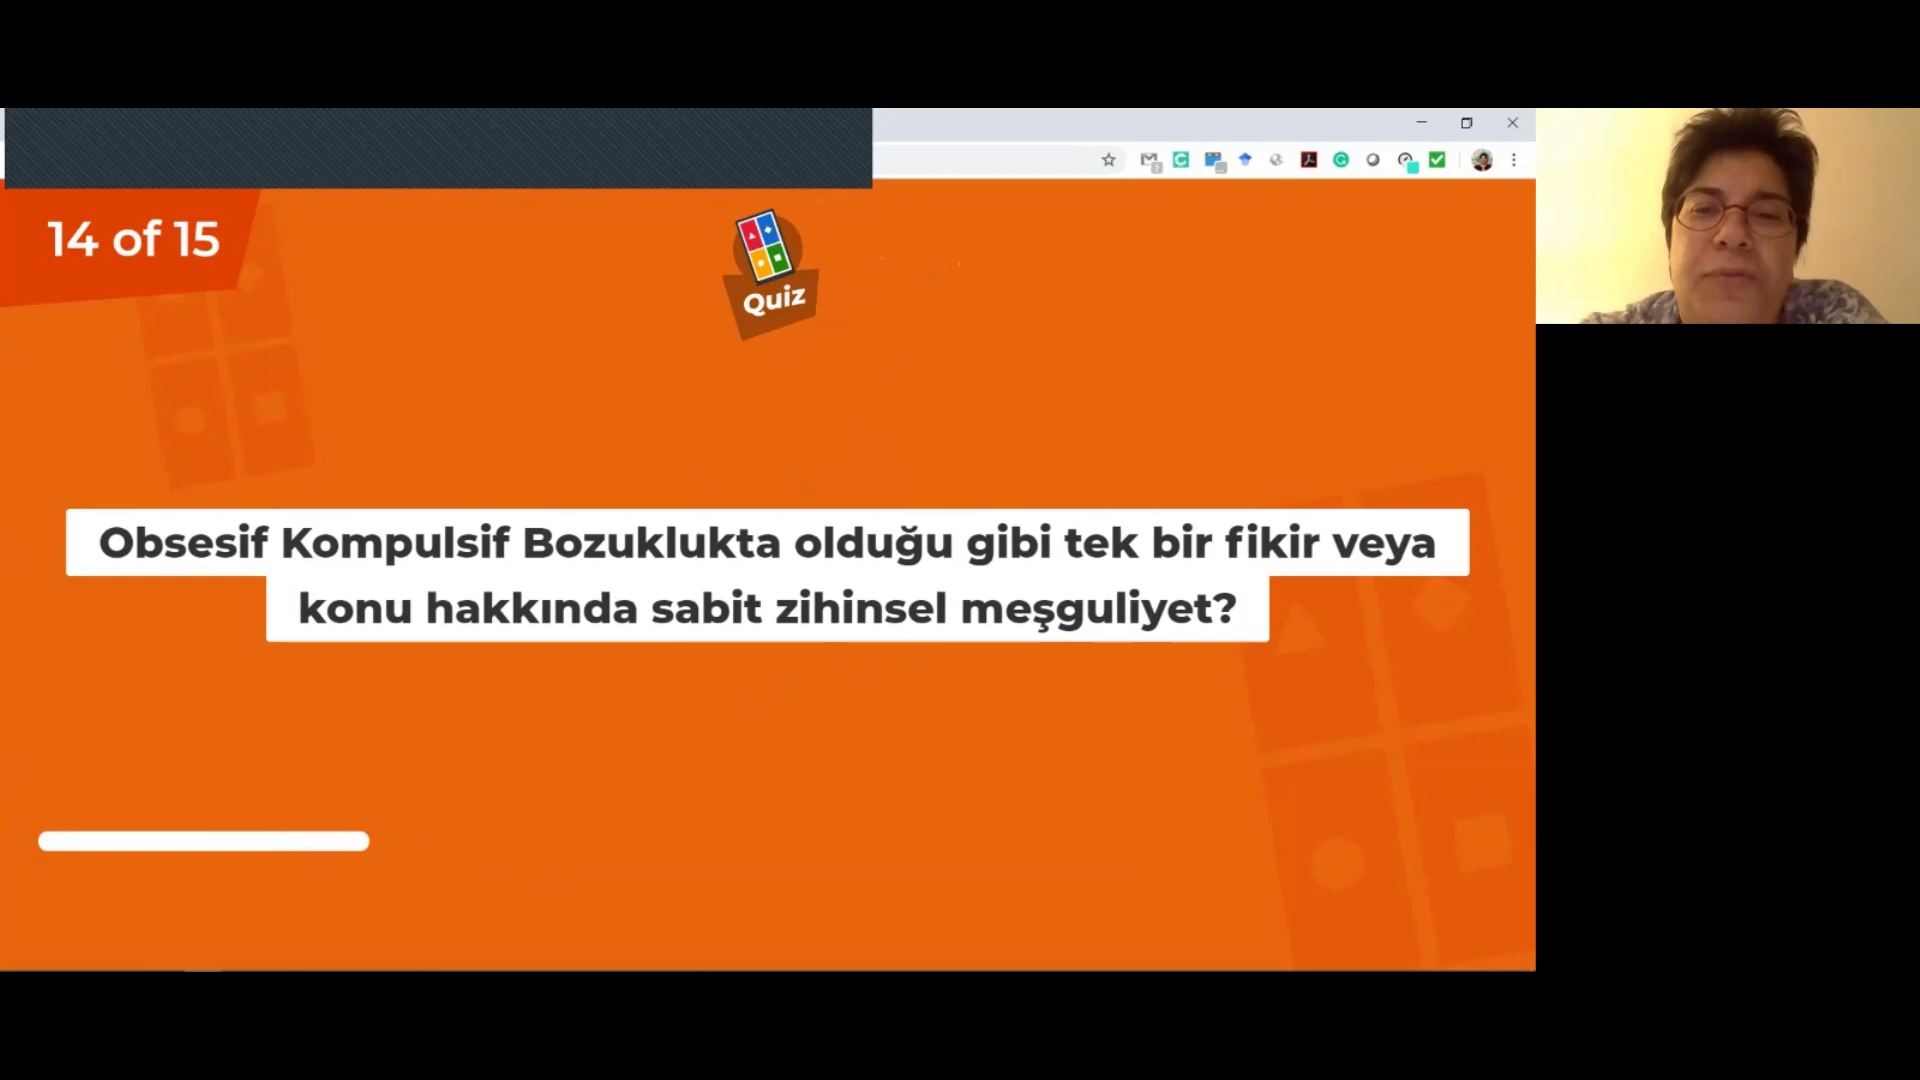 14 of 15
Quiz
Obsesif Kompulsif Bozuklukta olduğu gibi tek bir fikir veya
konu hakkında sabit zihinsel meşguliyet?